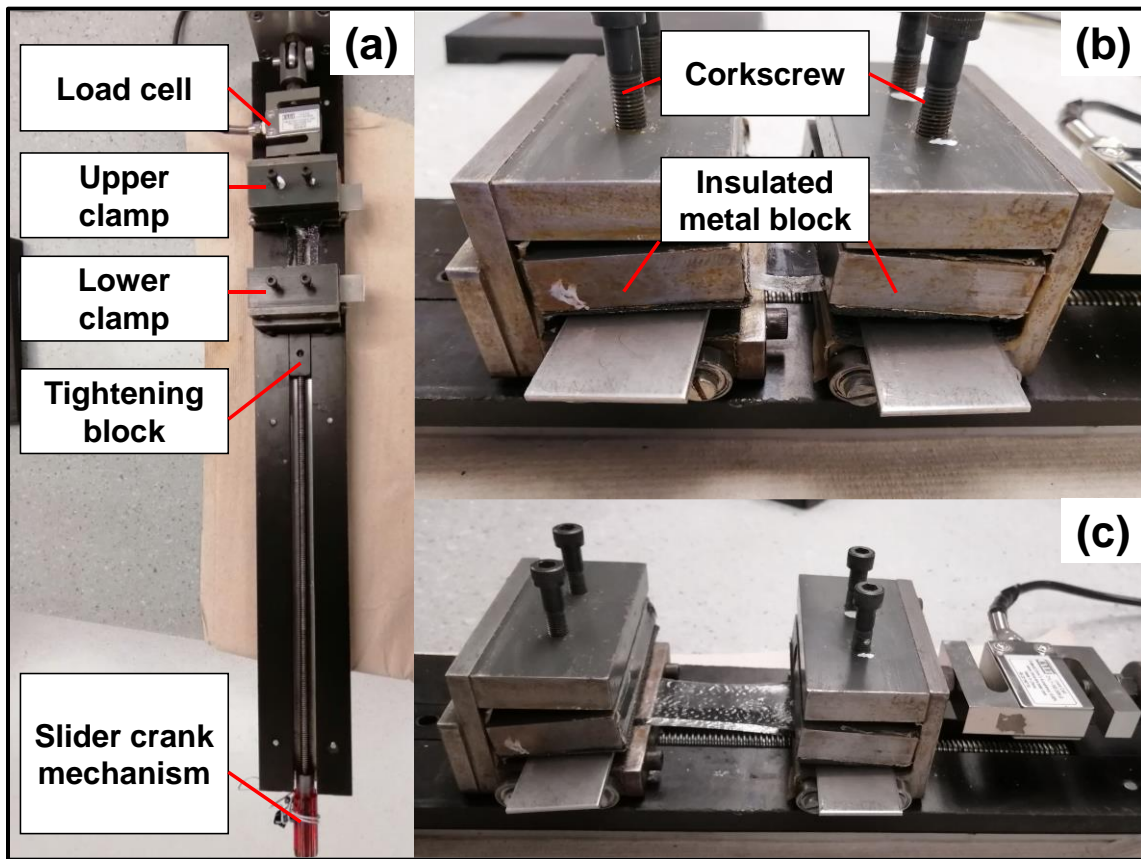 (a)
Load cell
Upper
clamp
Lower
clamp
Tightening
block
Slider crank
mechanism
(b)
Corkscrew
Insulated
metal block
(c)